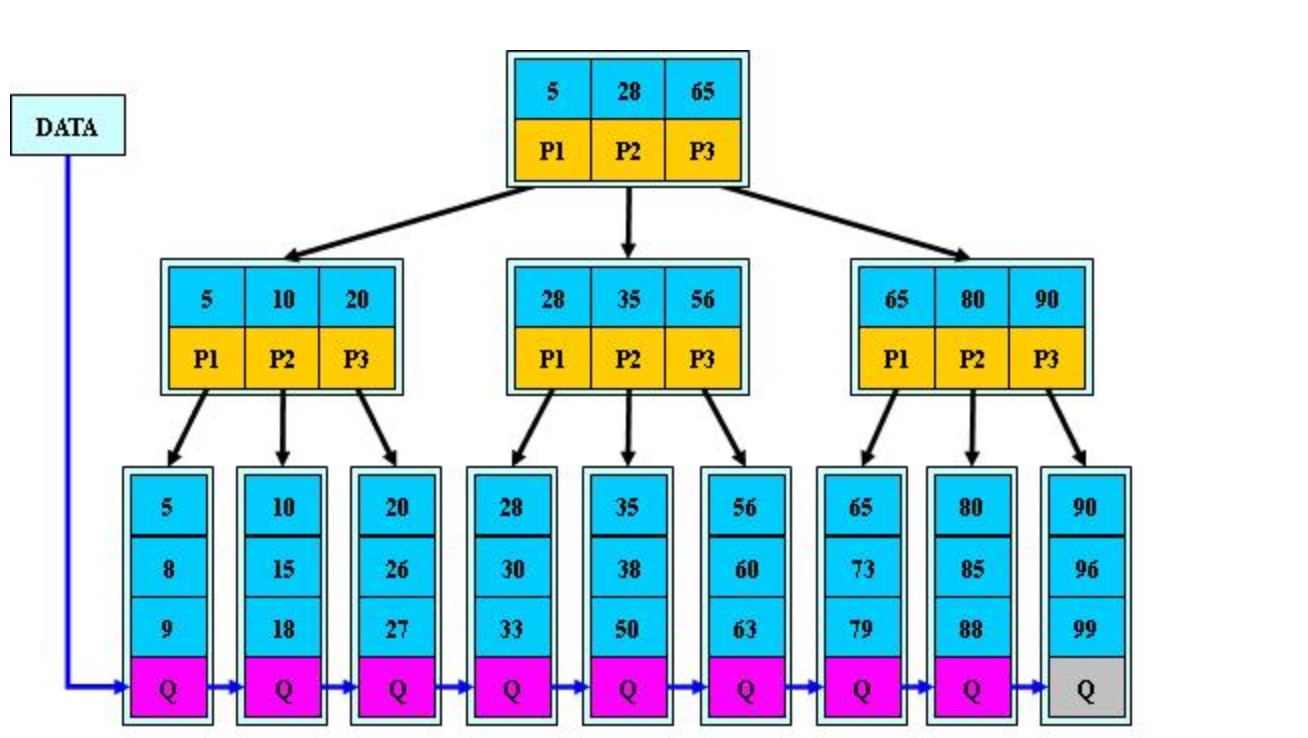 5 28 65
DATA
P1 P2 P3
5 10 20 28 35 56 65 80 90
P1 P2 P3 P1 P2 P3 P1 P2 P3
5 10 20 28 35 56 65 80 90
8 15 26 30 38 60 73 85 96
9 18 27 33 50 63 79 88 99
Q Q Q Q Q Q Q Q Q